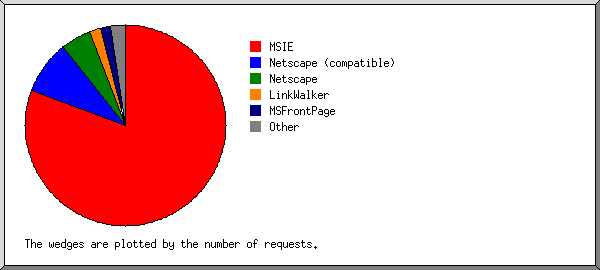 MSIE
Netscape (compatible)
Netscape
LinkWalker
MSFrontPage
Other
The wedges are plotted by the number of requests.